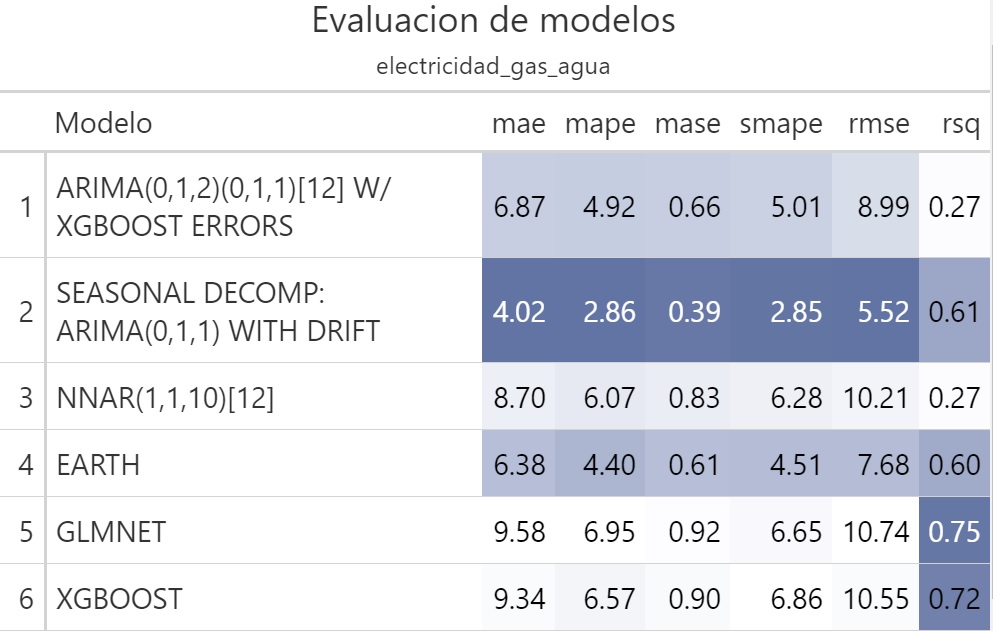 Evaluacion de modelos
electricidad_gas_agua
Modelo mae mape mase smape rmse rsq
1 ARIMA(0,1,2)(0,1,1)[12] W/ XGBOOST ERRORS 6.87 4.92 0.66 5.01 8.99 0.27
2 SEASONAL DECOMP: ARIMA(0,1,1) WITH DRIFT 4.02 2.86 0.39 2.85 5.52 0.61
3 NNAR(1,1,10)[12] 8.70 6.07 0.83 6.28 10.21 0.27
4 EARTH 6.38 4.40 0.61 4.51 7.68 0.60
5 GLMNET 9.58 6.95 0.92 6.65 10.74 0.75
6 XGBOOST 9.34 6.57 0.90 6.86 10.55 0.72